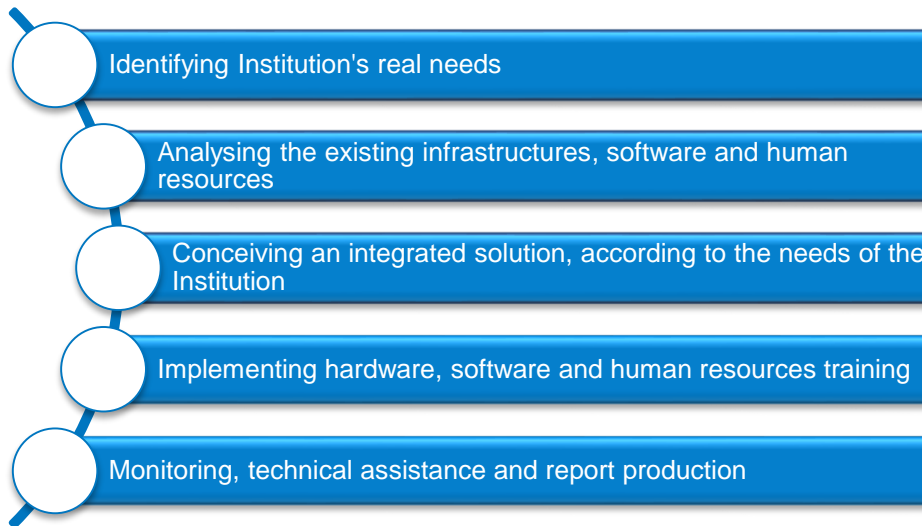 Identifying Institution's real needs
Analysing the existing infrastructures, software and human
resources
Conceiving an integrated solution, according to the needs of the
Institution
Implementing hardware, software and human resources training
Monitoring, technical assistance and report production